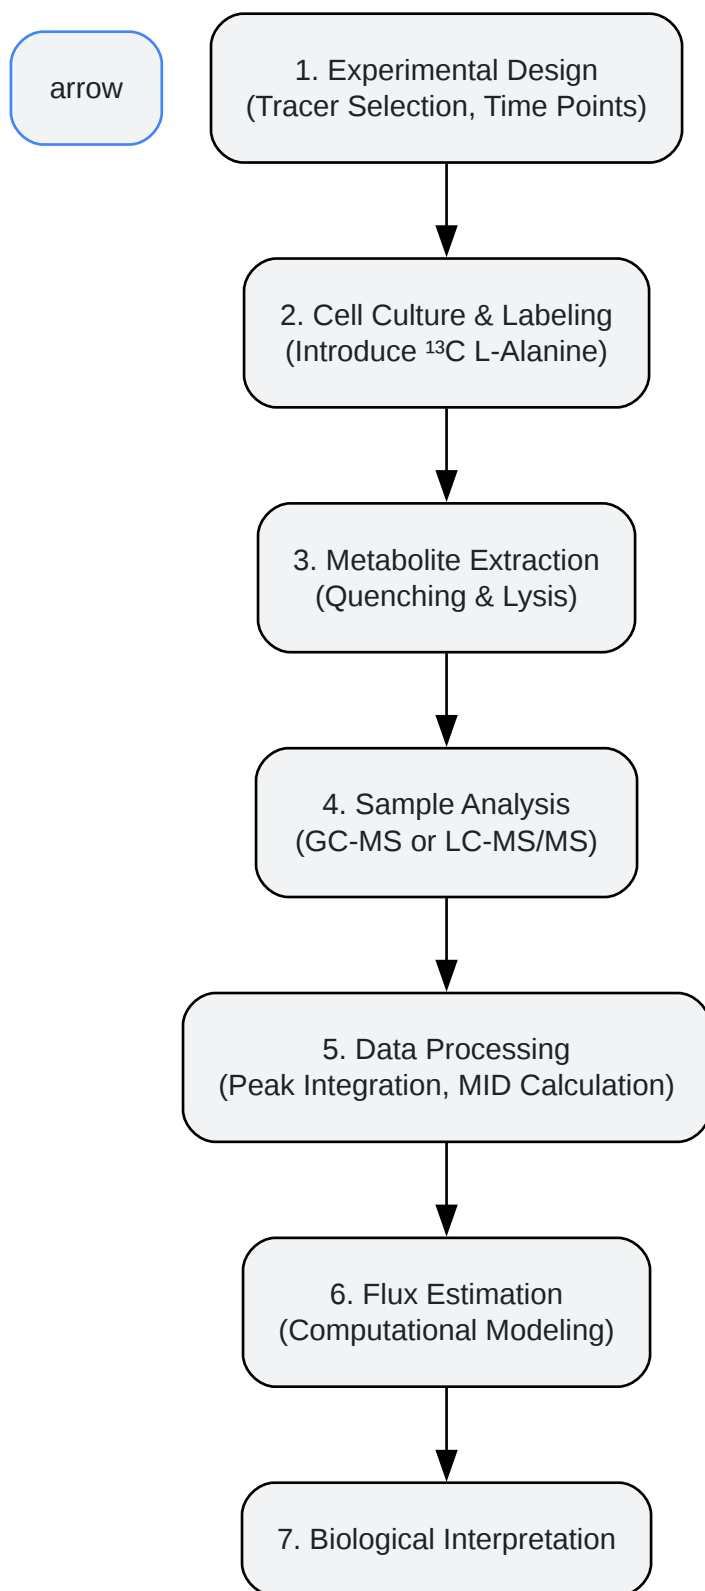 arrow
1. Experimental Design
(Tracer Selection, Time Points)
2. Cell Culture & Labeling
(Introduce ¹³C L-Alanine)
3. Metabolite Extraction
(Quenching & Lysis)
4. Sample Analysis
(GC-MS or LC-MS/MS)
5. Data Processing
(Peak Integration, MID Calculation)
6. Flux Estimation
(Computational Modeling)
7. Biological Interpretation